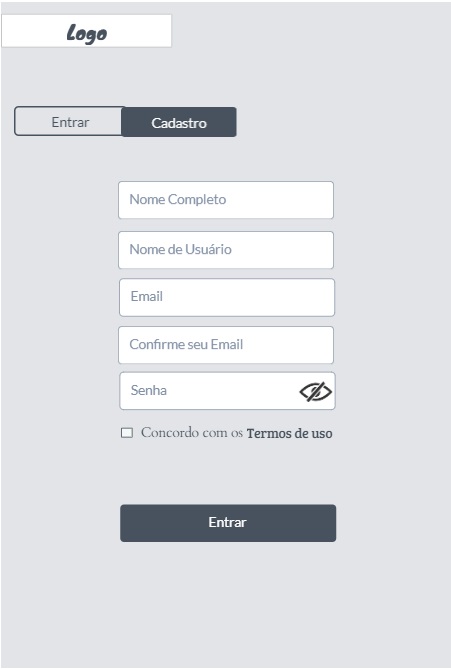 Logo
Entrar Cadastro
Nome Completo
Nome de Usuário
Email
Confirme seu Email
Senha
Concordo com os Termos de uso
Entrar